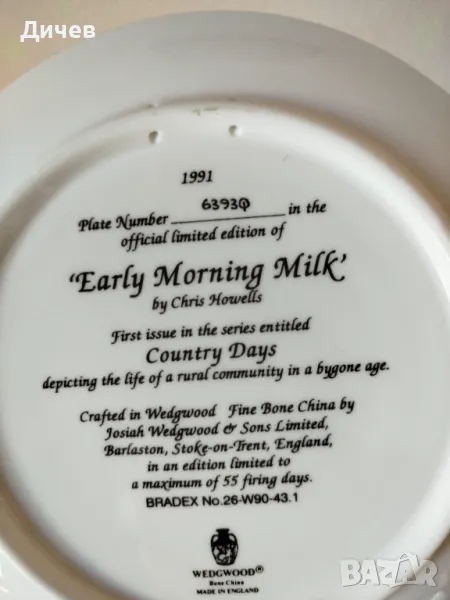 Дичев
1991
Plate Number 6393Q in the
official limited edition of
'Early Morning Milk'
by Chris Howells
First issue in the series entitled
Country Days
depicting the life of a rural community in a bygone age.
Crafted in Wedgwood Fine Bone China by
Josiah Wedgwood & Sons Limited,
Barlaston, Stoke-on-Trent, England,
in an edition limited to
a maximum of 55 firing days.
BRADEX No.26-W90-43.1
WEDGWOOD®
Bone China
MADE IN ENGLAND
BAZAR.bg